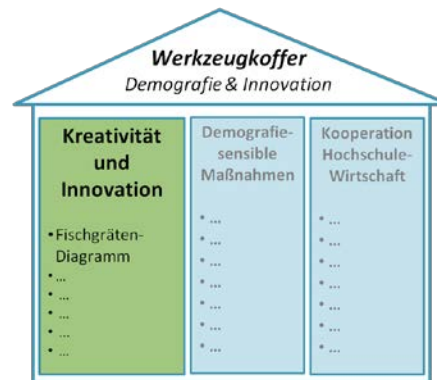 Werkzeugkoffer
Demografie & Innovation
Kreativität
und
Innovation
• Fischgräten-
Diagramm
• ...
• ...
• ...
• ...
Demografie-
sensible
Maßnahmen
• ...
• ...
• ...
• ...
• ...
• ...
• ...
Kooperation
Hochschule-
Wirtschaft
• ...
• ...
• ...
• ...
• ...
• ...
• ...